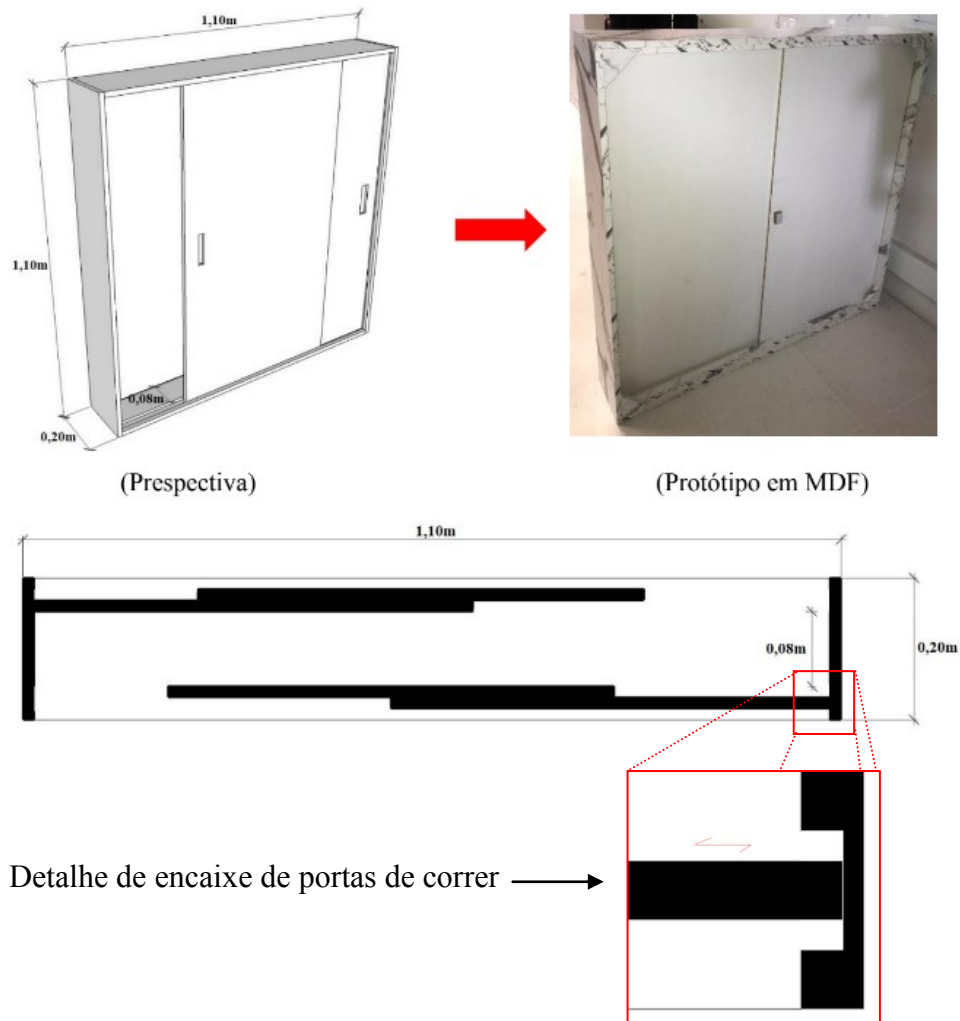 1,10m
1,10m
0,08m
0,20m
(Prespectiva)
(Protótipo em MDF)
1,10m
0,08m
0,20m
Detalhe de encaixe de portas de correr